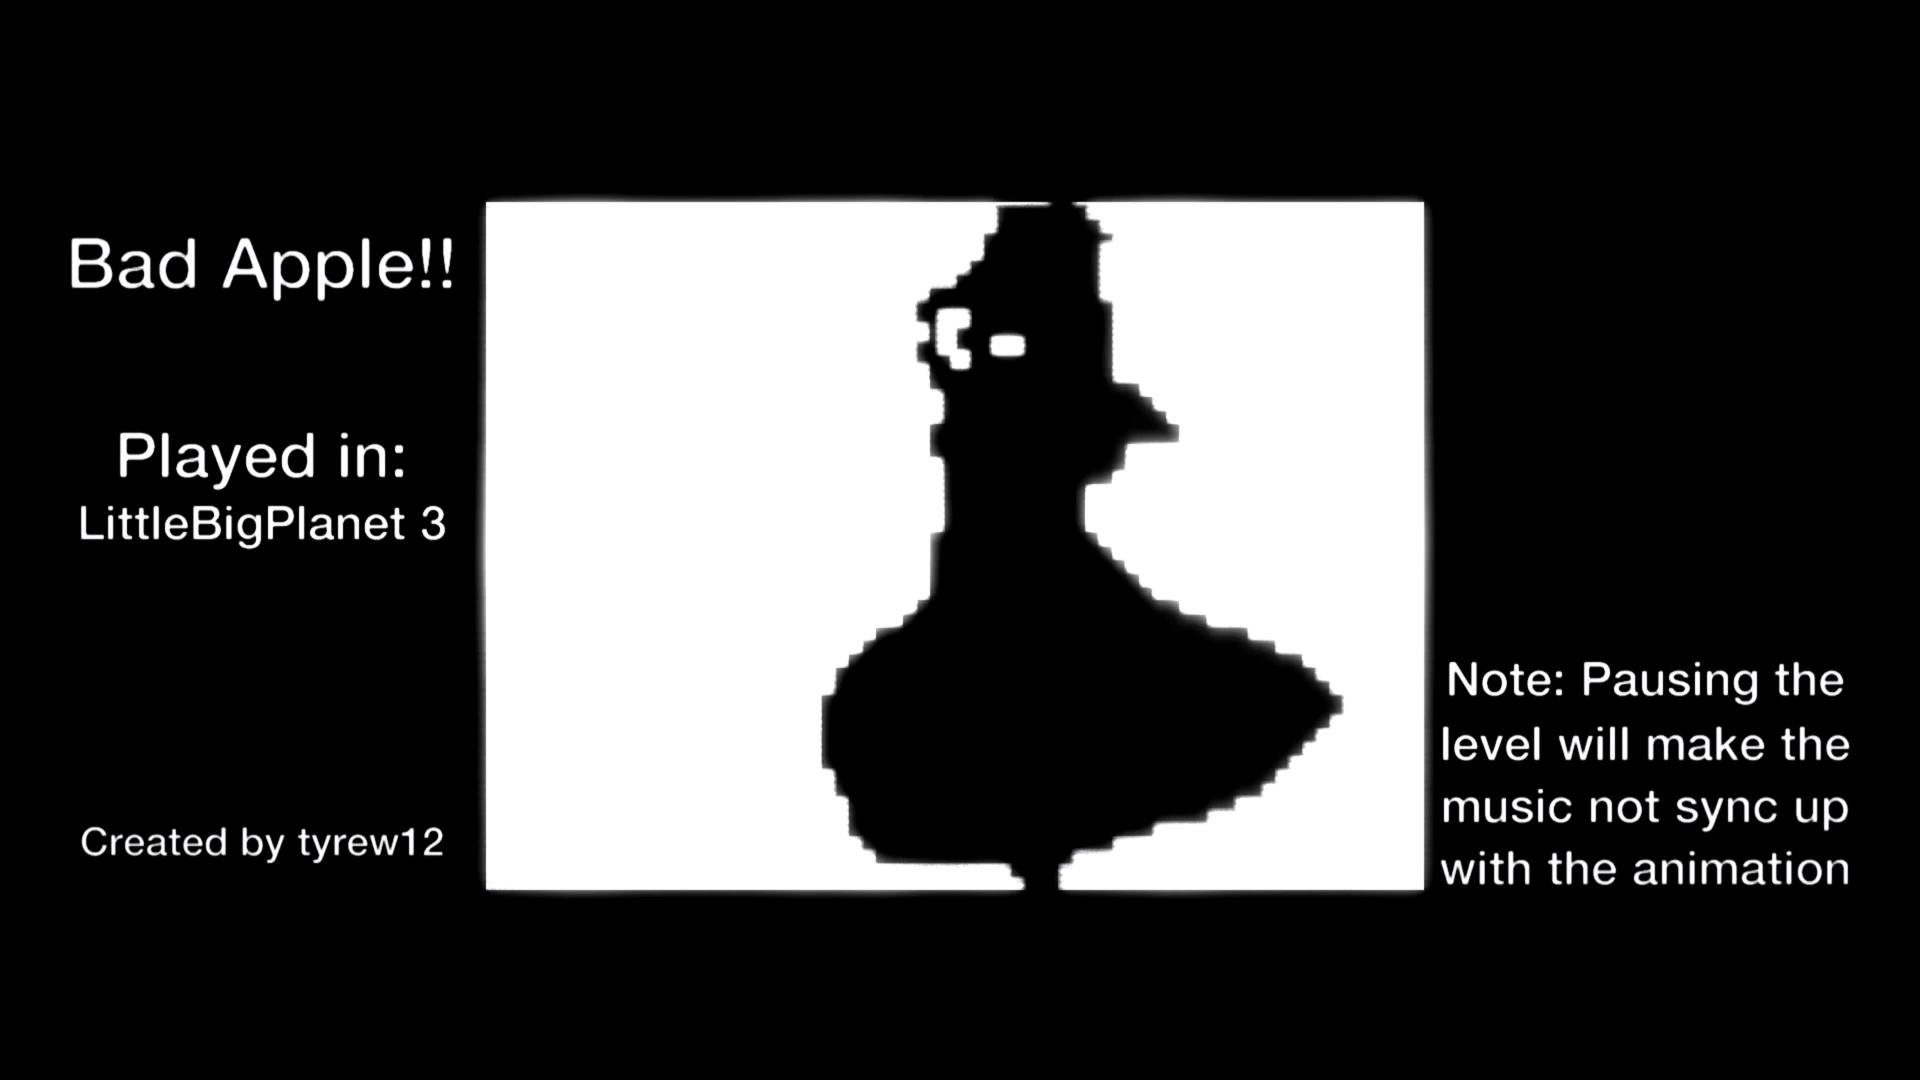 Bad Apple!!
Played in:
LittleBigPlanet 3
Created by tyrew12
Note: Pausing the
level will make the
music not sync up
with the animation